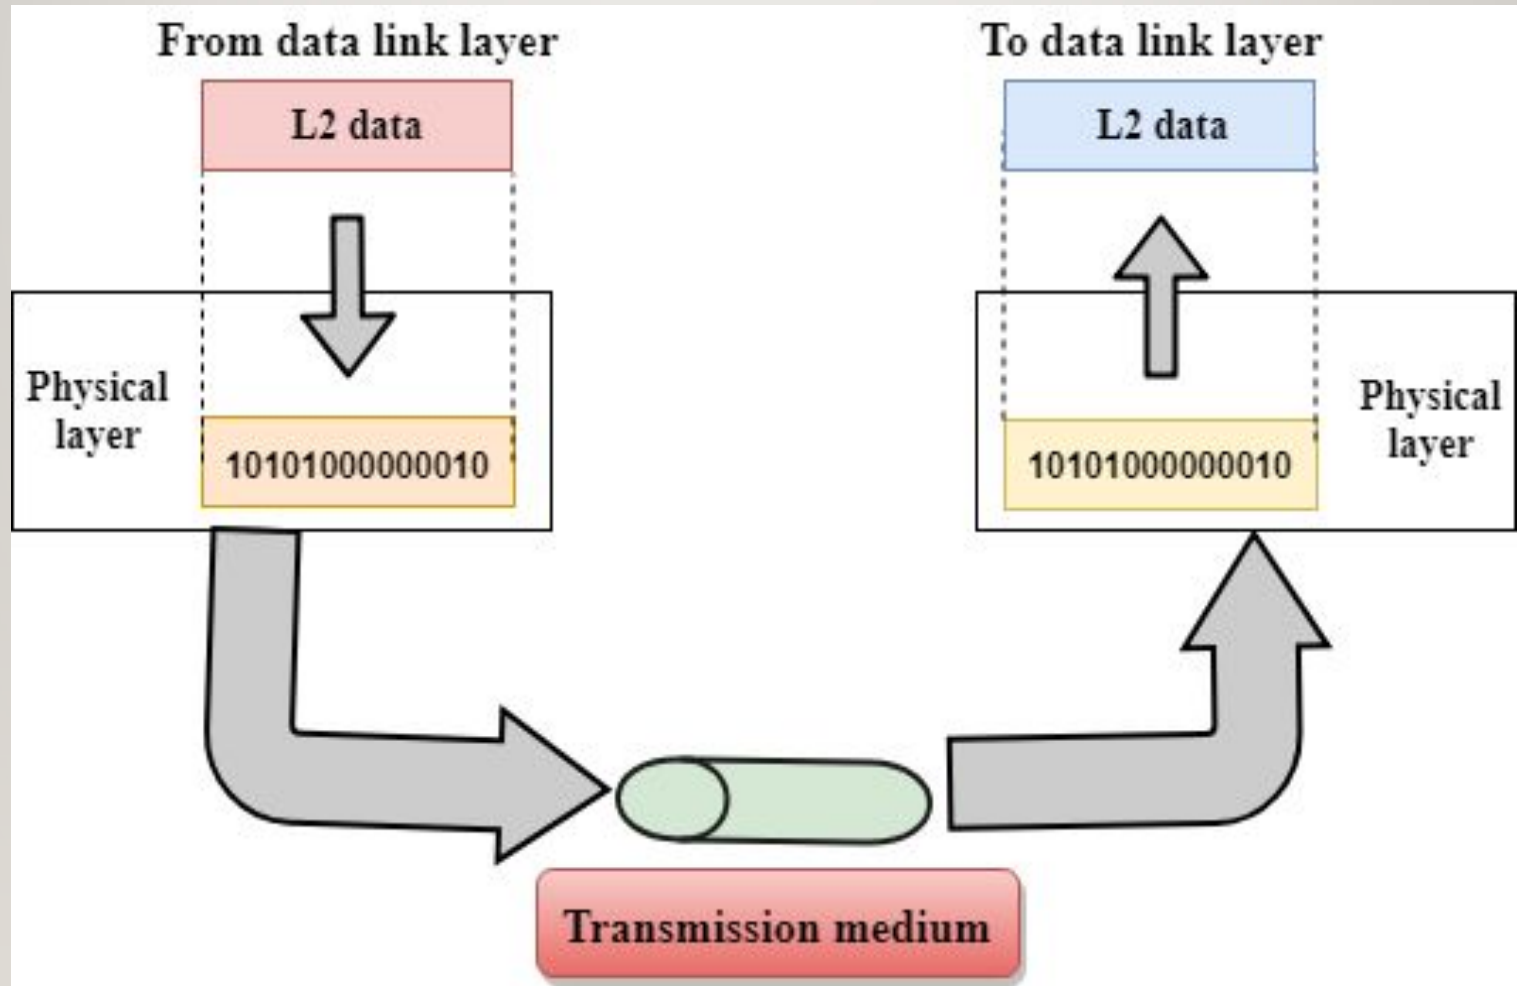 From data link layer
L2 data
Physical
layer
10101000000010
To data link layer
L2 data
10101000000010
Physical
layer
Transmission medium